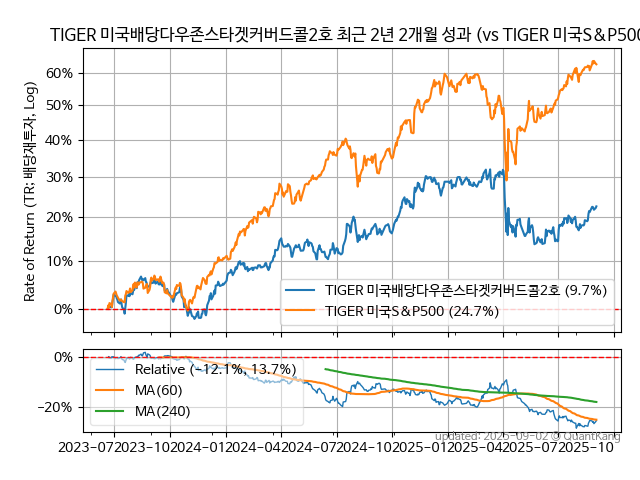 TIGER 미국배당다우존스타겟커버드콜2호 최근 2년 2개월 성과 (vs TIGER 미국S&P500
Rate of Return (TR: 배당재투자, Log)
60%
50%
40%
30%
20%
10%
0%
TIGER 미국배당다우존스타겟커버드콜2호 (9.7%)
TIGER 미국S&P500 (24.7%)
0%
−20%
Relative (−12.1%, 13.7%)
MA(60)
MA(240)
2023-07 2023-10 2024-01 2024-04 2024-07 2024-10 2025-01 2025-04 2025-07 2025-10
updated: 2025-09-02 © QuantKang